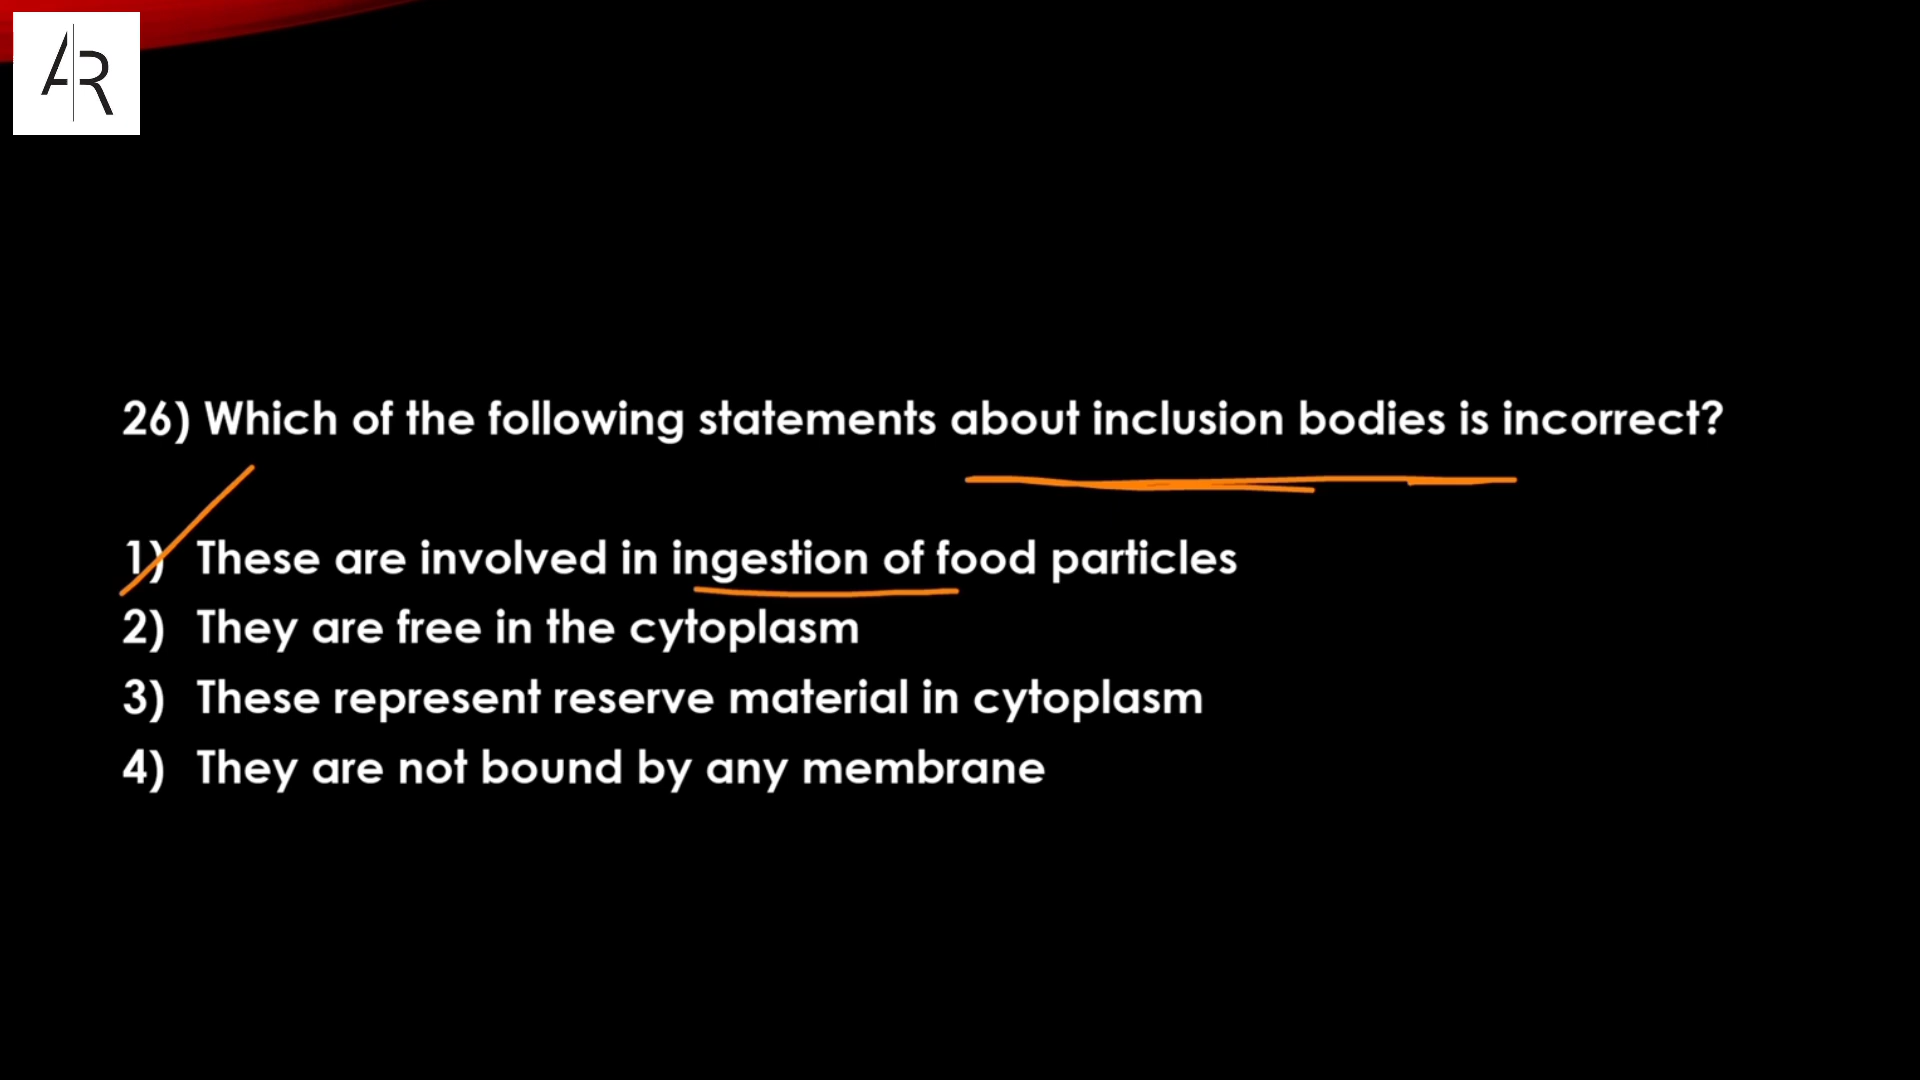 AR
26) Which of the following statements about inclusion bodies is incorrect?
1) These are involved in ingestion of food particles
2) They are free in the cytoplasm
3) These represent reserve material in cytoplasm
4) They are not bound by any membrane